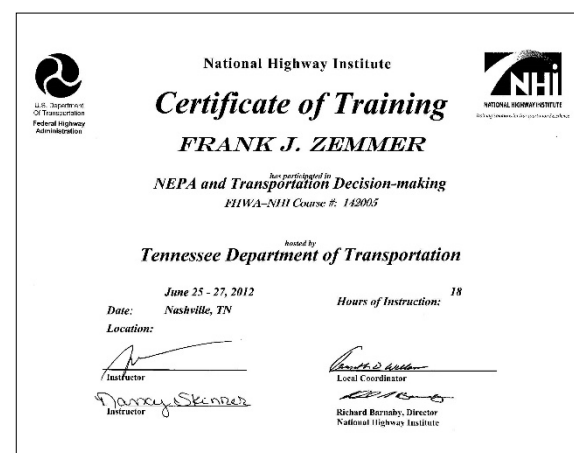 National Highway Institute
U.S. Department
Of Transportation
Federal Highway
Administration
NHi
NATIONAL HIGHWAY INSTITUTE
Certificate of Training
FRANK J. ZEMMER
has participated in
NEPA and Transportation Decision-making
FHWA–NHI Course #: 142005
hosted by
Tennessee Department of Transportation
June 25 - 27, 2012
Hours of Instruction: 18
Date: Nashville, TN
Location:
Instructor
Local Coordinator
Nancy Skinner
Instructor
Richard Barnaby, Director
National Highway Institute